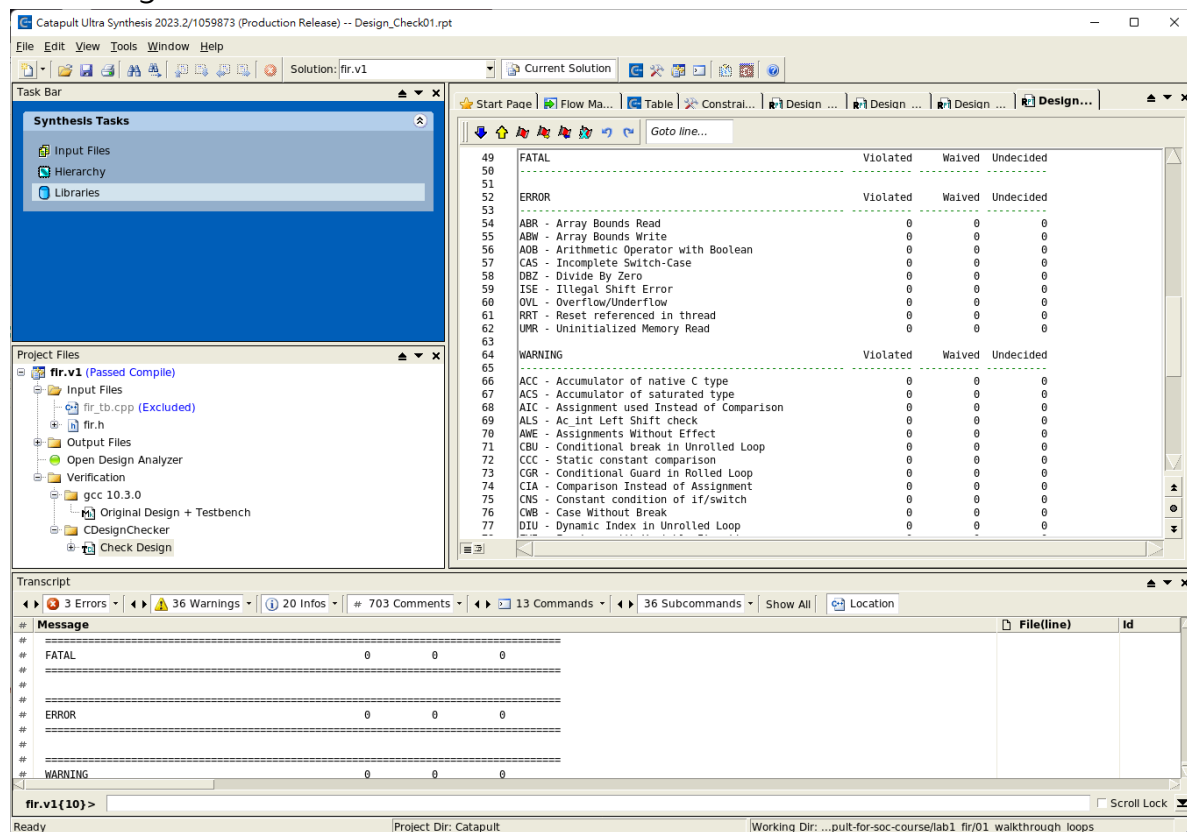 Catapult Ultra Synthesis 2023.2/1059873 (Production Release) -- Design_Check01.rpt
File Edit View Tools Window Help
Solution: fir.v1 Current Solution
Task Bar
Synthesis Tasks
Input Files
Hierarchy
Libraries
Project Files
fir.v1 (Passed Compile)
Input Files
fir_tb.cpp (Excluded)
fir.h
Output Files
Open Design Analyzer
Verification
gcc 10.3.0
Original Design + Testbench
CDesignChecker
Check Design
Start Page Flow Ma... Table Constrai... Design ... Design ... Design ... Design...
Goto line...
49 FATAL Violated Waived Undecided
50 ------------------------------------------------------ ---------- ---------- ----------
51
52 ERROR Violated Waived Undecided
53 ------------------------------------------------------ ---------- ---------- ----------
54 ABR - Array Bounds Read 0 0 0
55 ABW - Array Bounds Write 0 0 0
56 AOB - Arithmetic Operator with Boolean 0 0 0
57 CAS - Incomplete Switch-Case 0 0 0
58 DBZ - Divide By Zero 0 0 0
59 ISE - Illegal Shift Error 0 0 0
60 OVL - Overflow/Underflow 0 0 0
61 RRT - Reset referenced in thread 0 0 0
62 UMR - Uninitialized Memory Read 0 0 0
63
64 WARNING Violated Waived Undecided
65 ------------------------------------------------------ ---------- ---------- ----------
66 ACC - Accumulator of native C type 0 0 0
67 ACS - Accumulator of saturated type 0 0 0
68 AIC - Assignment used Instead of Comparison 0 0 0
69 ALS - Ac_int Left Shift check 0 0 0
70 AWE - Assignments Without Effect 0 0 0
71 CBU - Conditional break in Unrolled Loop 0 0 0
72 CCC - Static constant comparison 0 0 0
73 CGR - Conditional Guard in Rolled Loop 0 0 0
74 CIA - Comparison Instead of Assignment 0 0 0
75 CNS - Constant condition of if/switch 0 0 0
76 CWB - Case Without Break 0 0 0
77 DIU - Dynamic Index in Unrolled Loop 0 0 0
Transcript
3 Errors 36 Warnings 20 Infos # 703 Comments 13 Commands 36 Subcommands Show All Location
# Message File(line) Id
# ==========================================================================
# FATAL 0 0 0
# ==========================================================================
#
# ==========================================================================
# ERROR 0 0 0
# ==========================================================================
#
# ==========================================================================
# WARNING 0 0 0
fir.v1{10}> Scroll Lock
Ready Project Dir: Catapult Working Dir: ...pult-for-soc-course/lab1_fir/01_walkthrough_loops